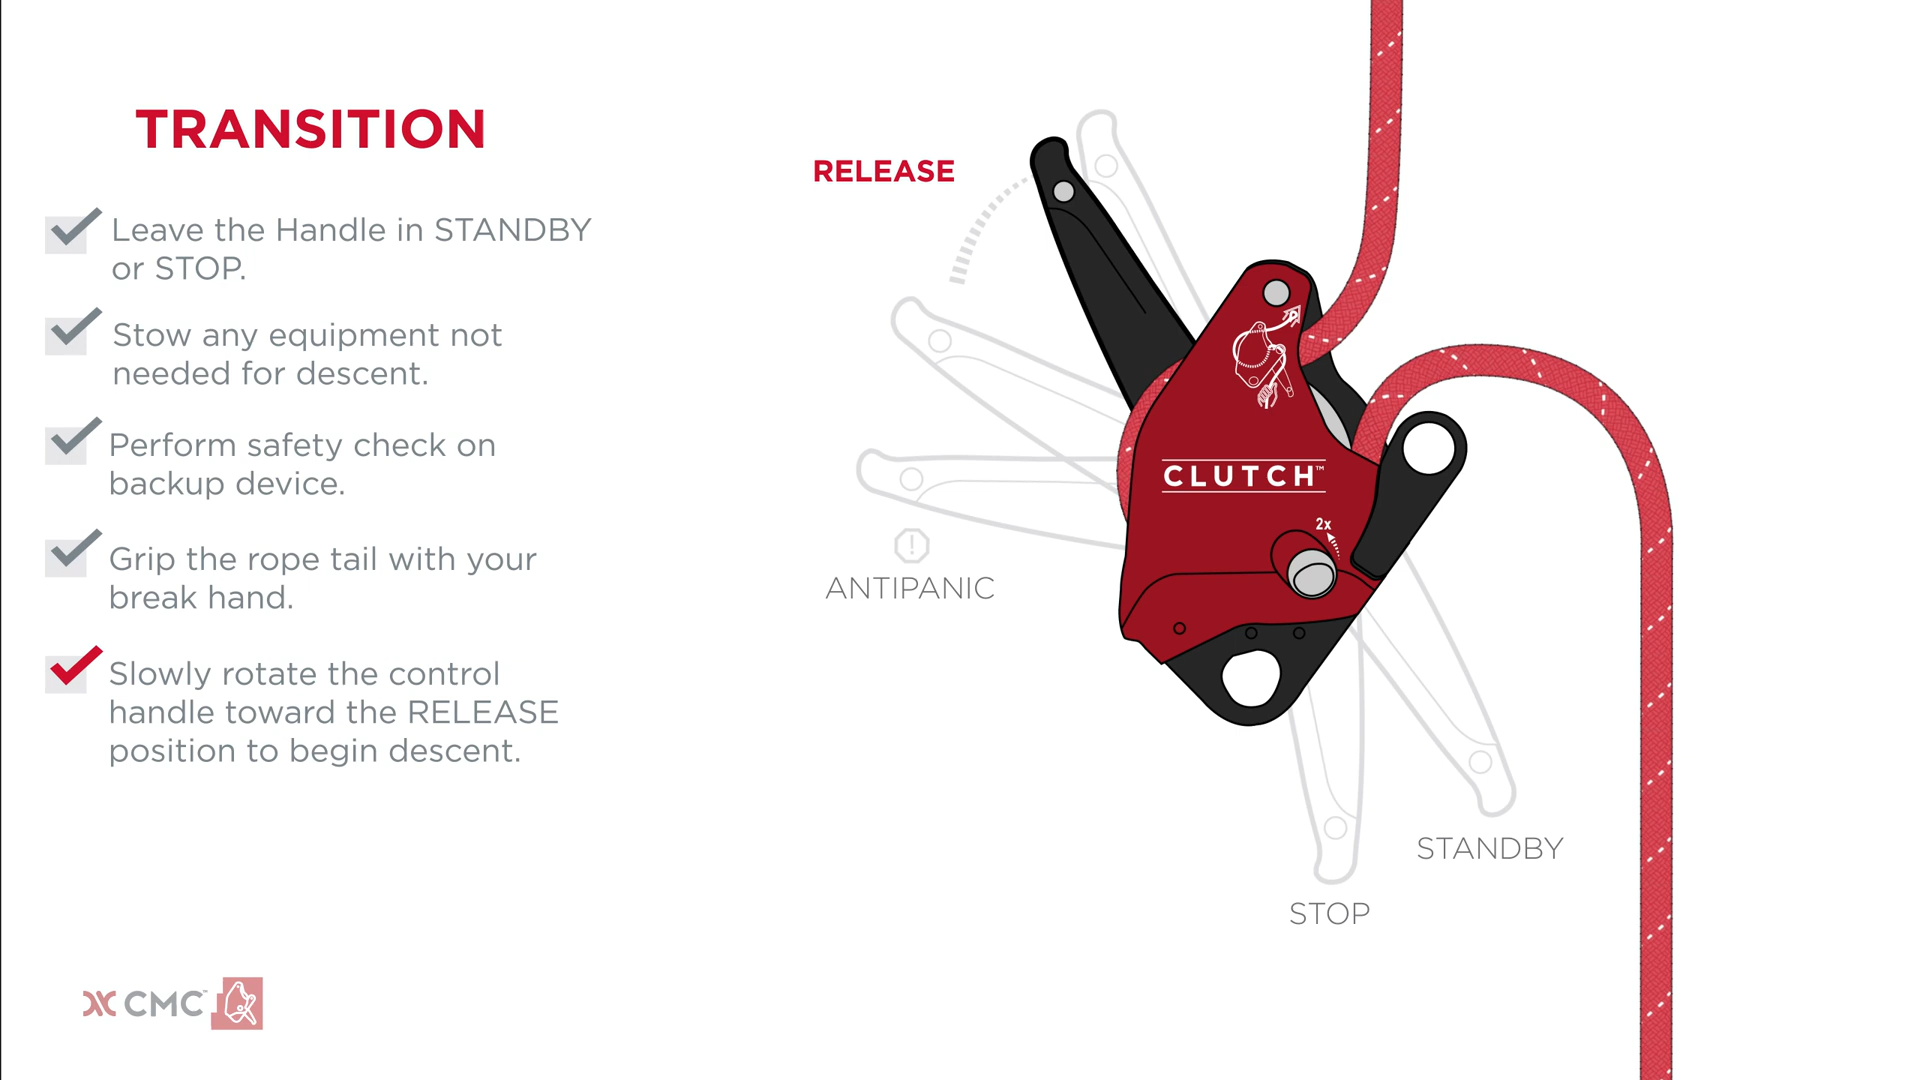 TRANSITION
Leave the Handle in STANDBY
or STOP.
Stow any equipment not
needed for descent.
Perform safety check on
backup device.
Grip the rope tail with your
break hand.
Slowly rotate the control
handle toward the RELEASE
position to begin descent.
RELEASE
CLUTCH™
2x
!
ANTIPANIC
STANDBY
STOP
CMC™